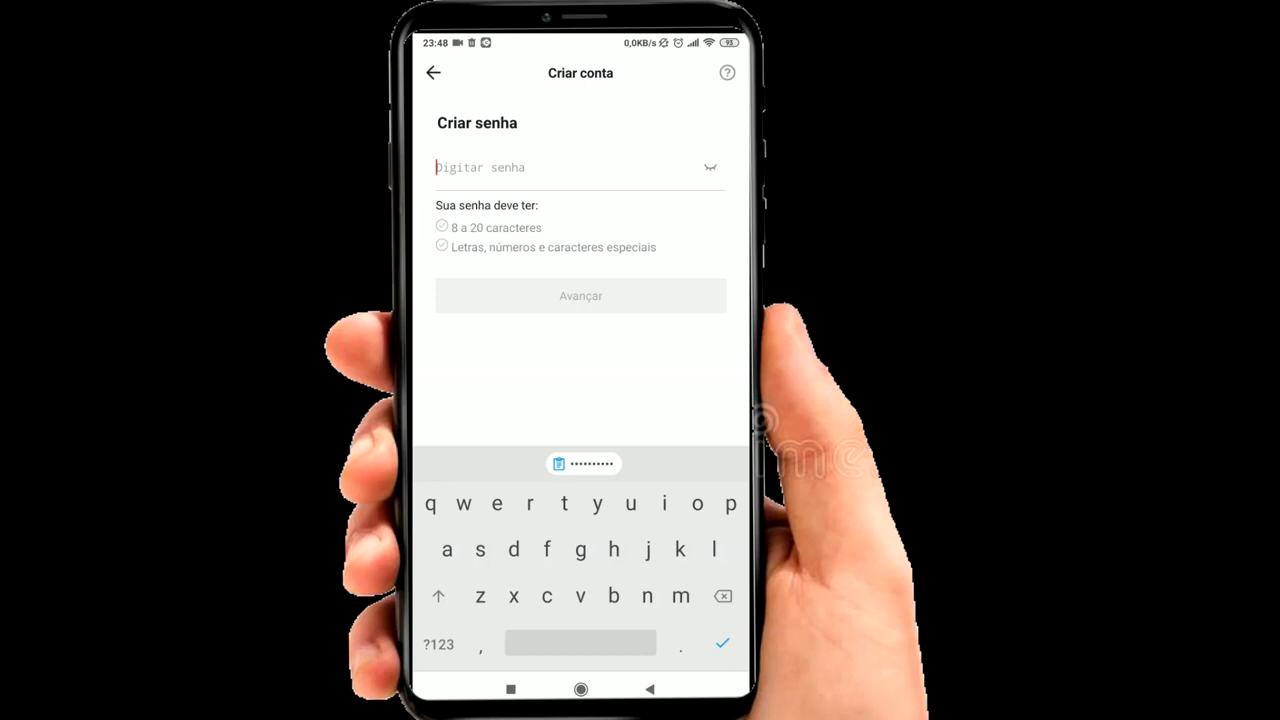 23:48 0,0KB/s 93
Criar conta
?
Criar senha
Digitar senha
Sua senha deve ter:
8 a 20 caracteres
Letras, números e caracteres especiais
Avançar
••••••••••
q w e r t y u i o p
a s d f g h j k l
z x c v b n m
?123 , .